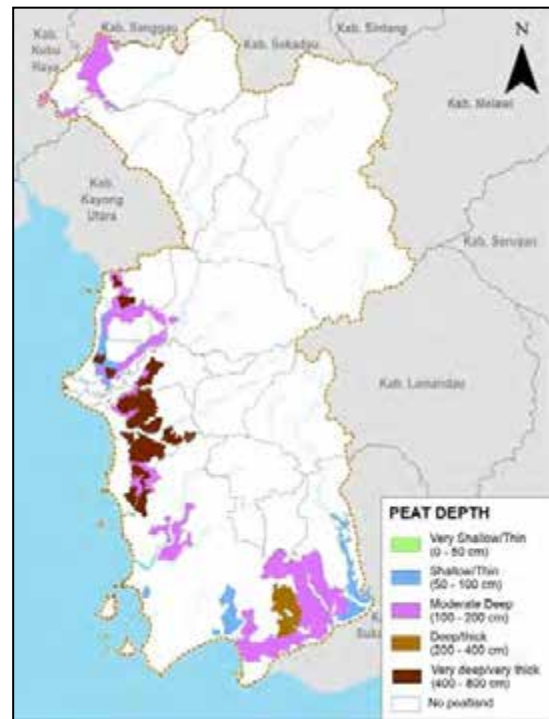 Kab. Sanggau
Kab.
Kubu
Raya
Kab. Sekadau
Kab. Sintang
N
Kab. Melawi
Kab.
Kayong
Utara
Kab. Seruyan
Kab. Lamandau
PEAT DEPTH
Very Shallow/Thin
(0 - 50 cm)
Shallow/Thin
(50 - 100 cm)
Moderate Deep
(100 - 200 cm)
Deep/thick
(200 - 400 cm)
Very deep/very thick
(400 - 800 cm)
No peatland